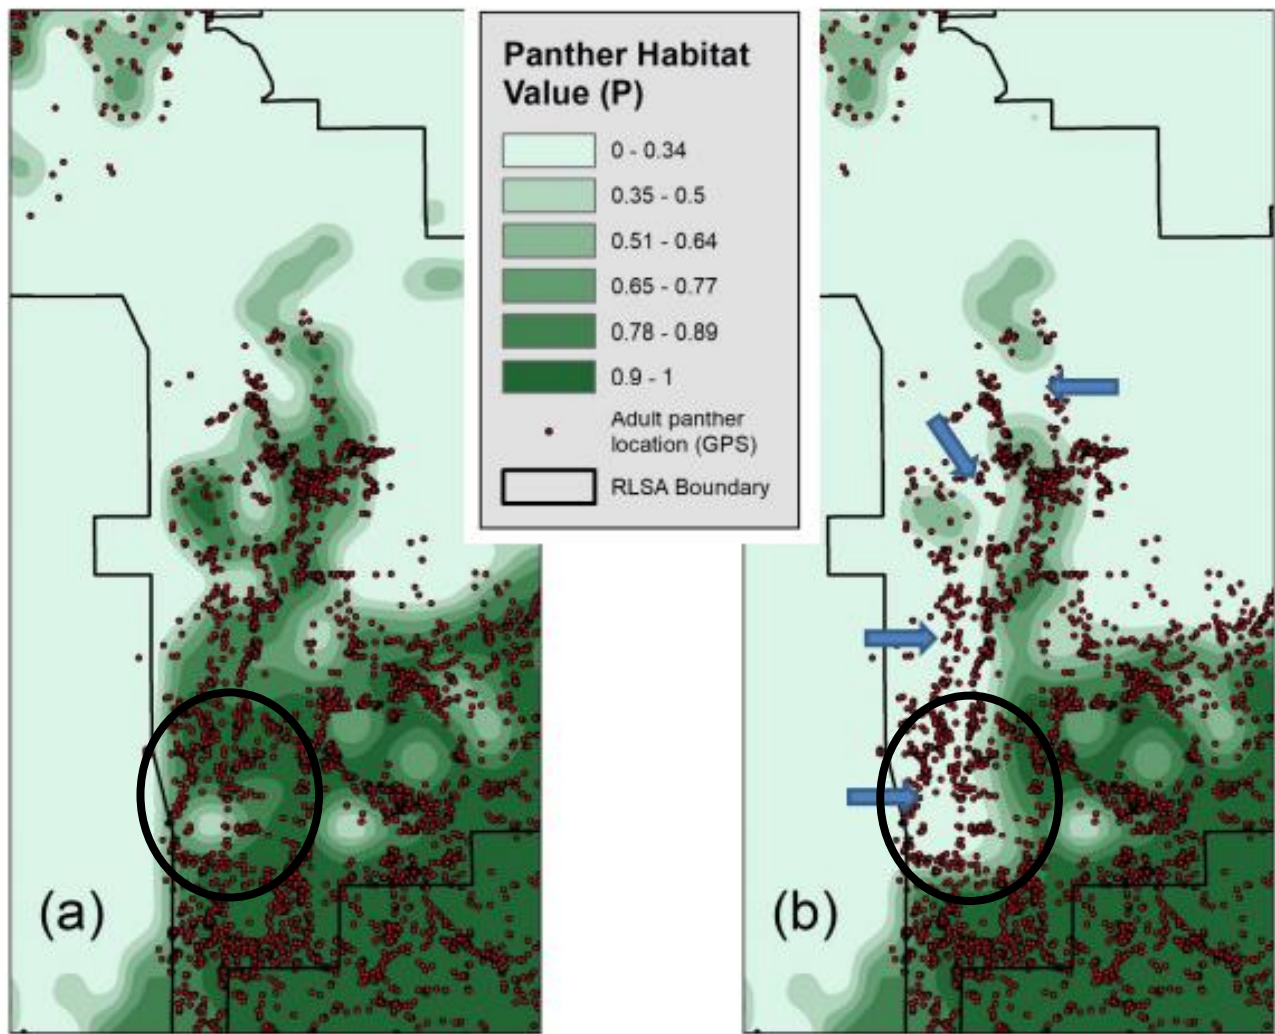 Panther Habitat
Value (P)
0 - 0.34
0.35 - 0.5
0.51 - 0.64
0.65 - 0.77
0.78 - 0.89
0.9 - 1
Adult panther
location (GPS)
RLSA Boundary
(a)
(b)